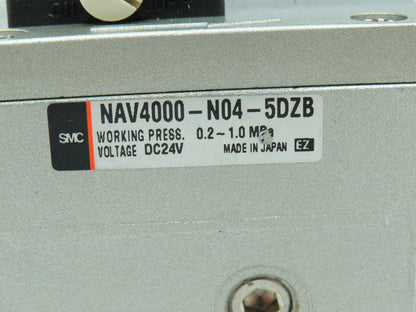 NAV4000-N04-5DZB
SMC
WORKING PRESS. 0.2~1.0 MPa
VOLTAGE DC24V MADE IN JAPAN EZ